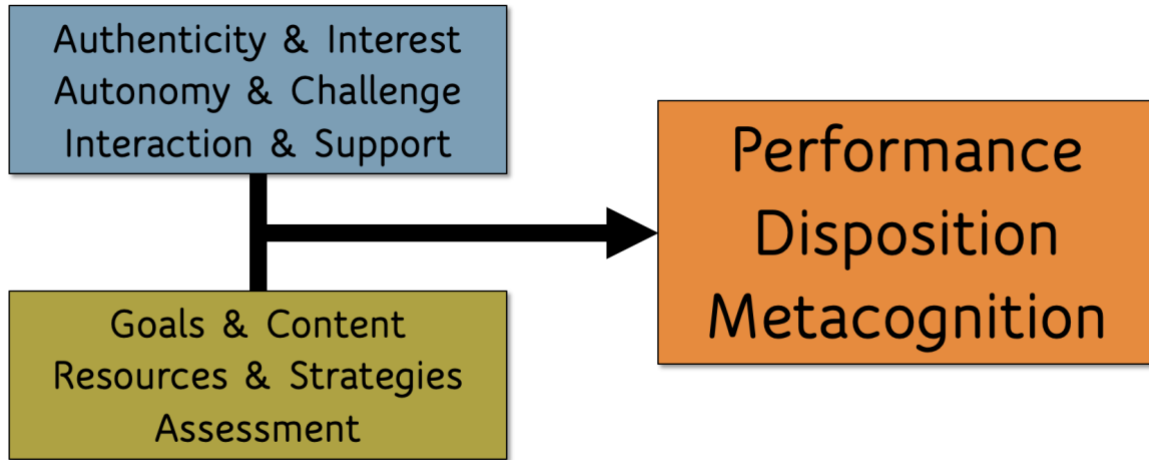 Authenticity & Interest
Autonomy & Challenge
Interaction & Support
Goals & Content
Resources & Strategies
Assessment
Performance
Disposition
Metacognition